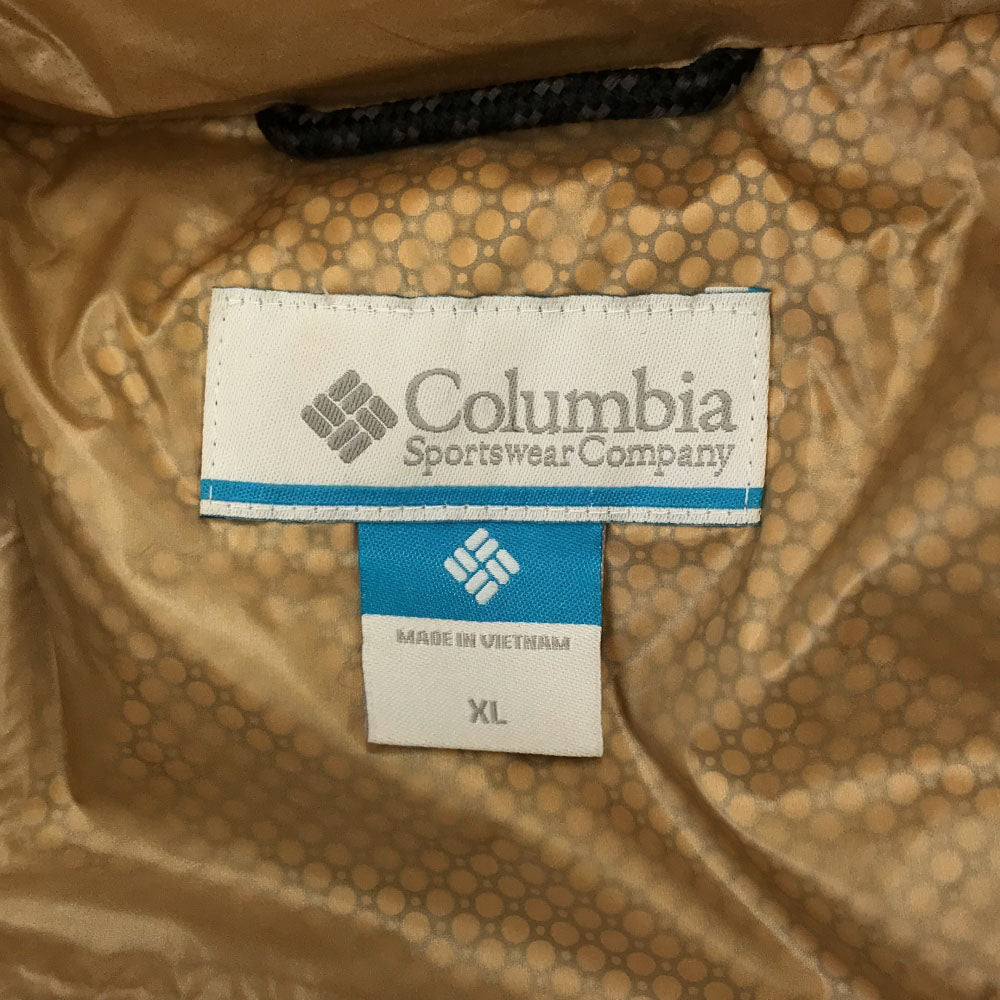 Columbia
Sportswear Company
MADE IN VIETNAM
XL